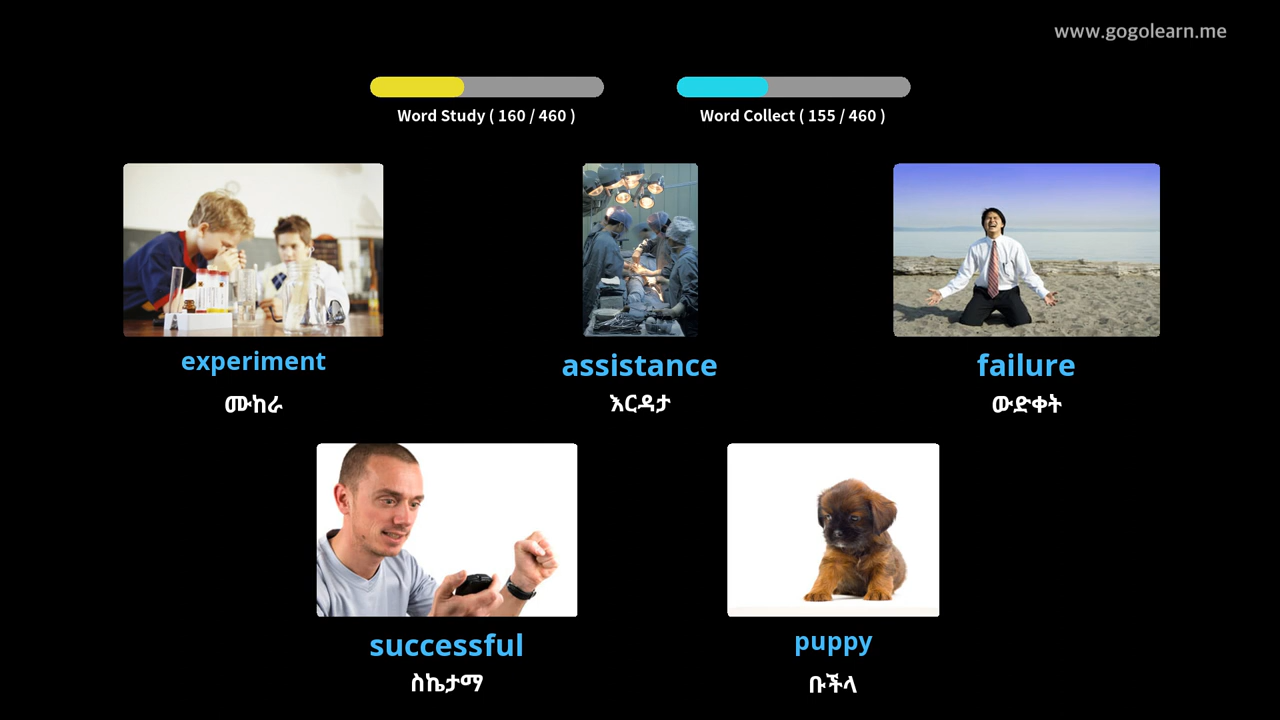 www.gogolearn.me
Word Study ( 160 / 460 )
Word Collect ( 155 / 460 )
experiment
ሙከራ
assistance
እርዳታ
failure
ውድቀት
successful
ስኬታማ
puppy
ቡችላ